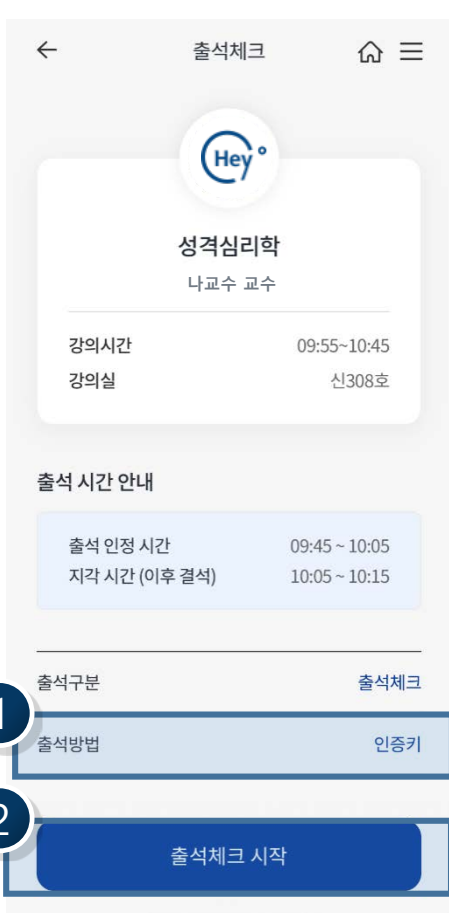 출석체크
Hey
성격심리학
나교수 교수
강의시간 09:55~10:45
강의실 신308호
출석 시간 안내
출석 인정 시간 09:45 ~ 10:05
지각 시간 (이후 결석) 10:05 ~ 10:15
출석구분 출석체크
1
출석방법 인증키
2
출석체크 시작